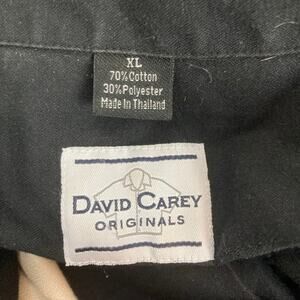 XL
70%Cotton
30%Polyester
Made In Thailand
DAVID CAREY
ORIGINALS